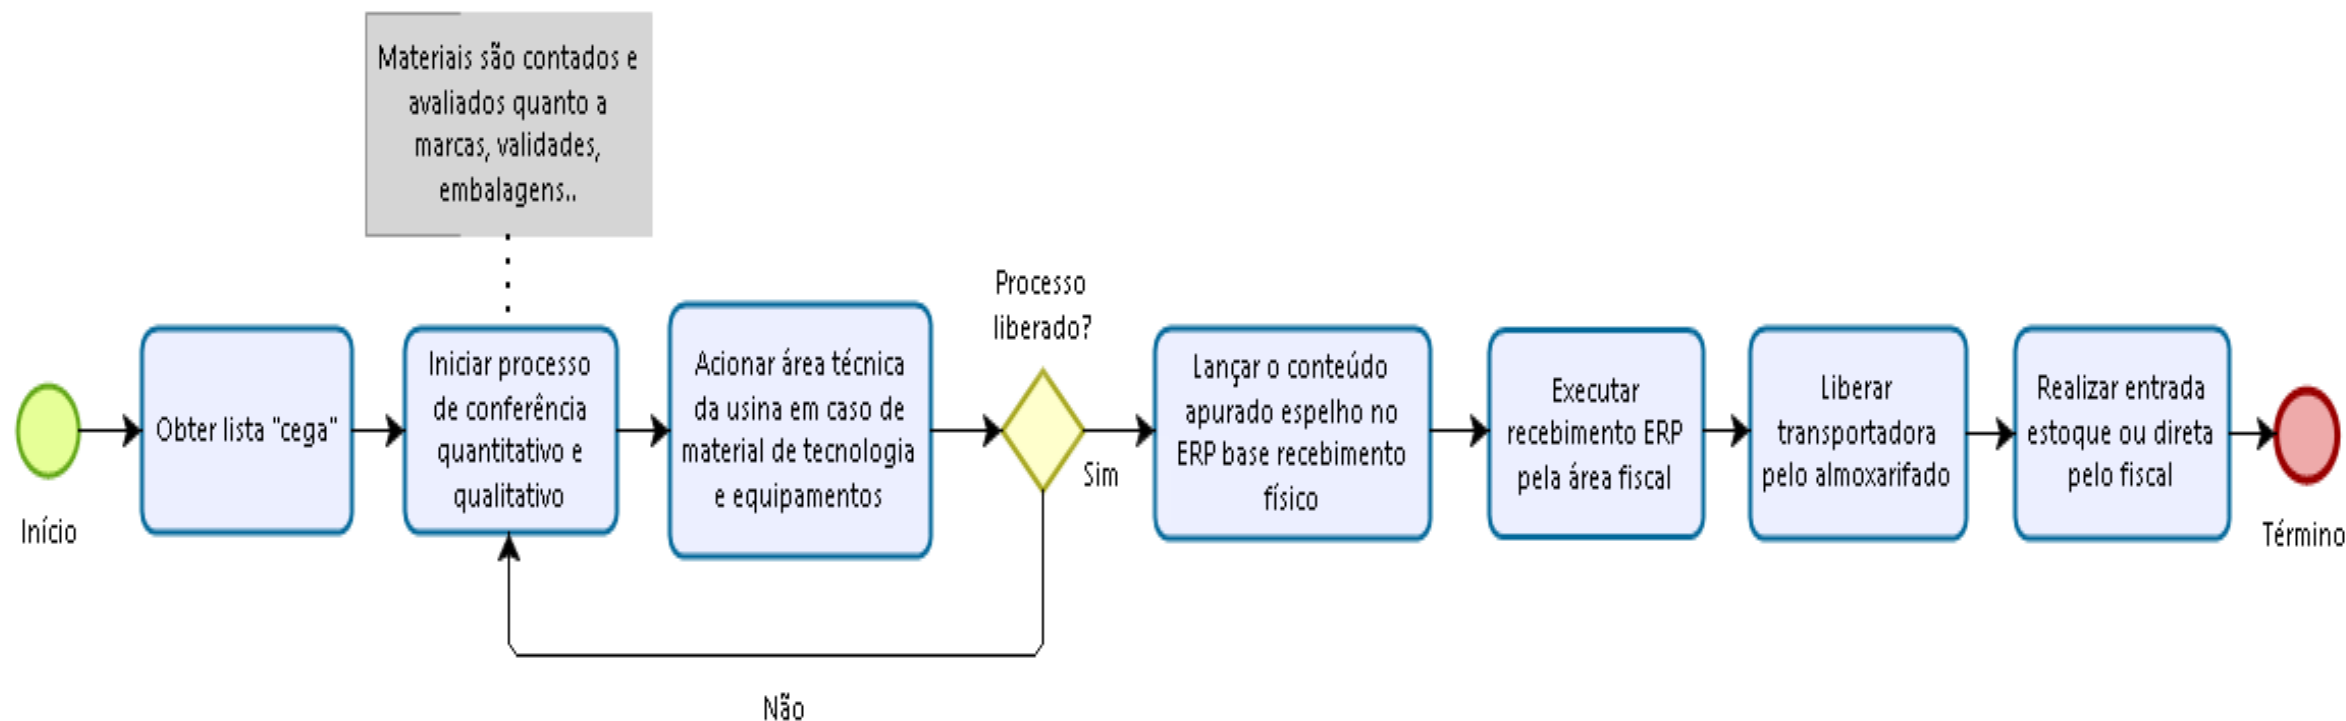 Materiais são contados e
avaliados quanto a
marcas, validades,
embalagens..
Início
Obter lista "cega"
Iniciar processo
de conferência
quantitativo e
qualitativo
Acionar área técnica
da usina em caso de
material de tecnologia
e equipamentos
Processo
liberado?
Sim
Não
Lançar o conteúdo
apurado espelho no
ERP base recebimento
físico
Executar
recebimento ERP
pela área fiscal
Liberar
transportadora
pelo almoxarifado
Realizar entrada
estoque ou direta
pelo fiscal
Término